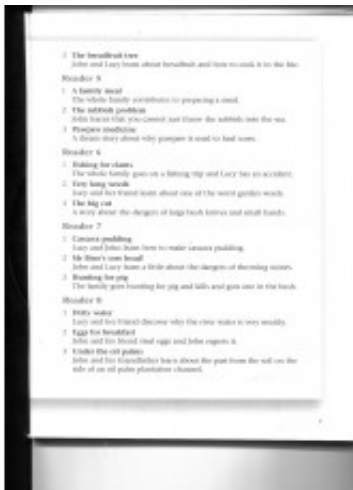 3 The breadfruit tree
John and Lucy learn about breadfruit and how to cook it in the fire.
Reader 5
1 A family meal
The whole family contributes to preparing a meal.
2 The rubbish problem
John learns that you cannot just throw the rubbish into the sea.
3 Pawpaw medicine
A drama story about why pawpaw is used to heal sores.
Reader 6
1 Fishing for clams
The whole family goes on a fishing trip and Lucy has an accident.
2 Very long weeds
Lucy and her friend learn about one of the worst garden weeds.
3 The big cut
A story about the dangers of large bush knives and small hands.
Reader 7
1 Cassava pudding
Lucy and John learn how to make cassava pudding.
2 Mr sore head
John and Lucy learn a little about the dangers of throwing stones.
3 Hunting for pig
The family goes hunting for pig and kills and guts one in the bush.
Reader 8
1 Dirty water
Lucy and her friend discover why the river water is very muddy.
2 Eggs for breakfast
John and his friend steal eggs and John regrets it.
3 Under the oil palms
John and his grandfather learn about the past from the soil on the
side of an oil palm plantation channel.